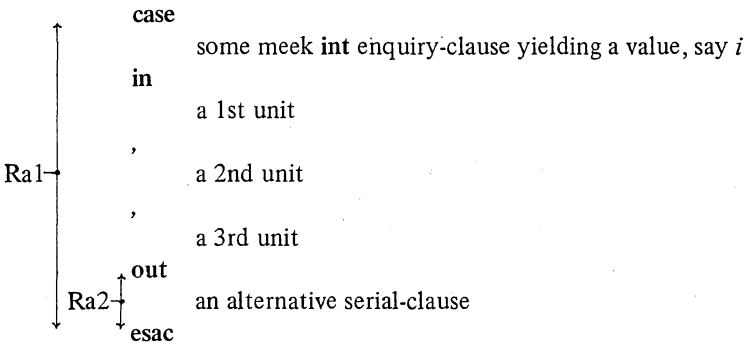 case
some meek int enquiry-clause yielding a value, say i
in
a 1st unit
,
Ra1 a 2nd unit
,
a 3rd unit
out
Ra2 an alternative serial-clause
esac